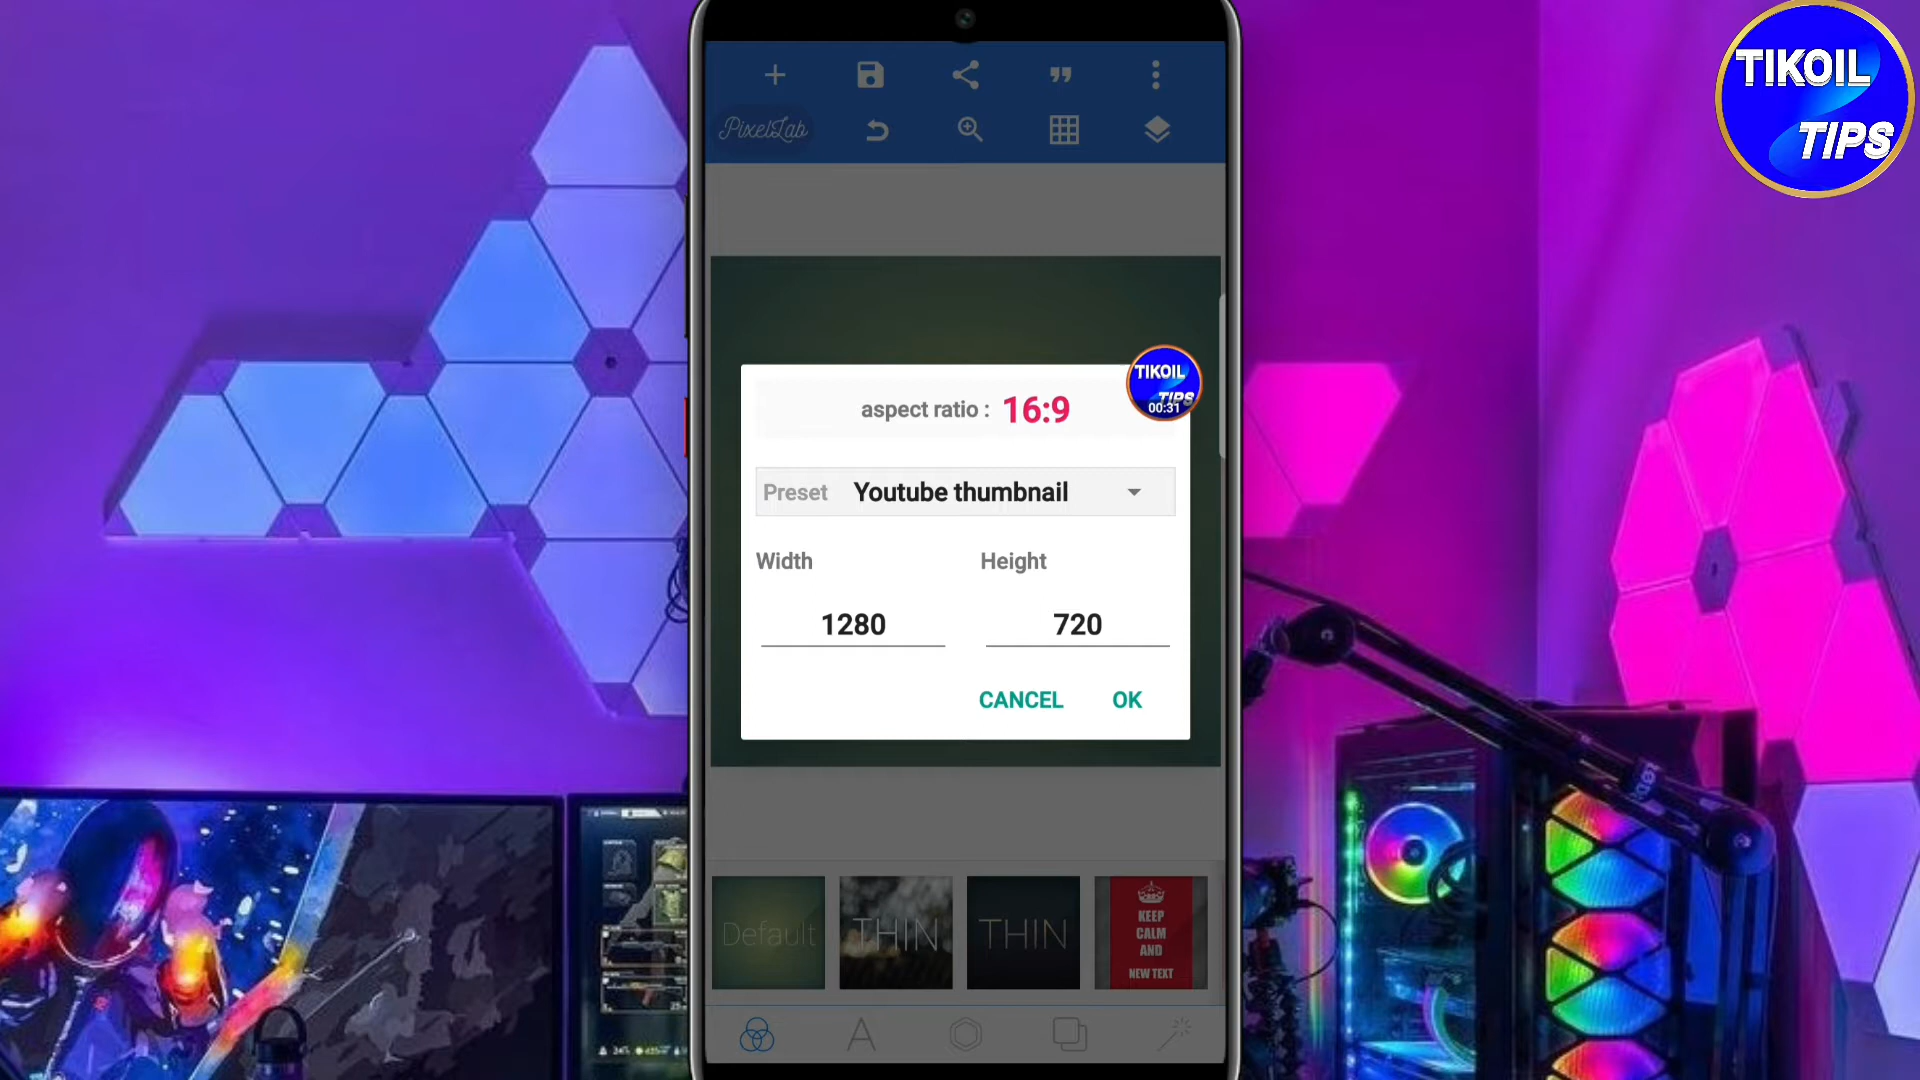 TIKOIL
TIPS
PixelLab
aspect ratio : 16:9
TIKOIL
TIPS
00:31
Preset Youtube thumbnail
Width Height
1280 720
CANCEL OK
Default
THIN
THIN
KEEP
CALM
AND
NEW TEXT
A